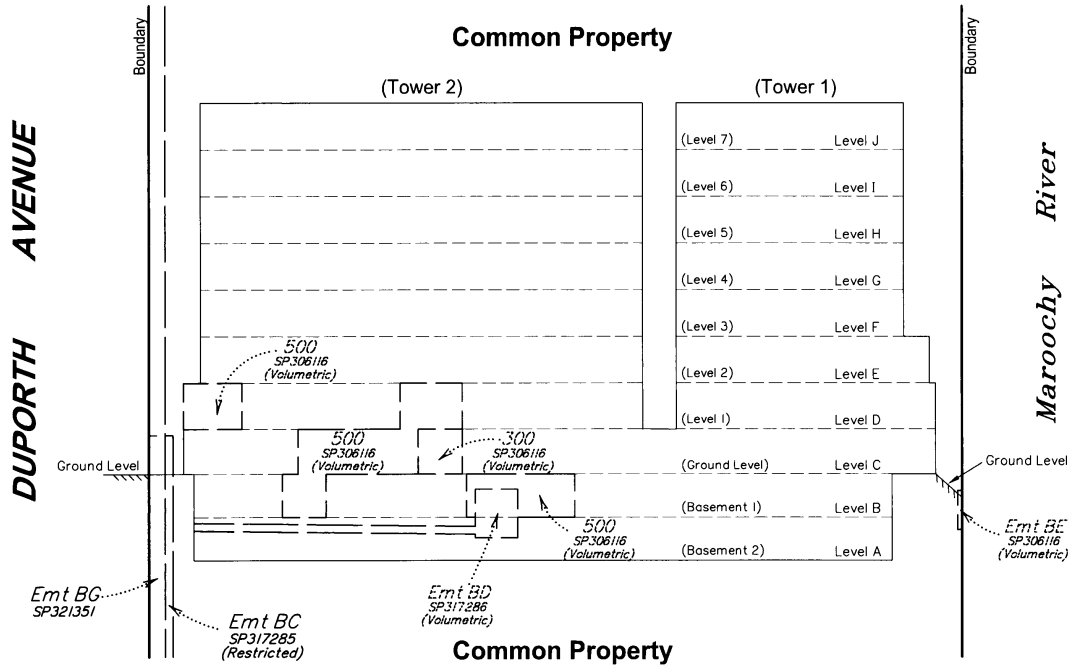 Boundary
Common Property
Boundary
(Tower 2)
(Tower 1)
DUPORTH AVENUE
Maroochy River
(Level 7) Level J
(Level 6) Level I
(Level 5) Level H
(Level 4) Level G
(Level 3) Level F
500
SP306116
(Volumetric)
(Level 2) Level E
(Level 1) Level D
500
SP306116
(Volumetric)
300
SP306116
(Volumetric)
Ground Level
(Ground Level) Level C
Ground Level
(Basement 1) Level B
500
SP306116
(Volumetric)
Emt BE
SP306116
(Volumetric)
(Basement 2) Level A
Emt BG
SP321351
Emt BD
SP317286
(Volumetric)
Emt BC
SP317285
(Restricted)
Common Property